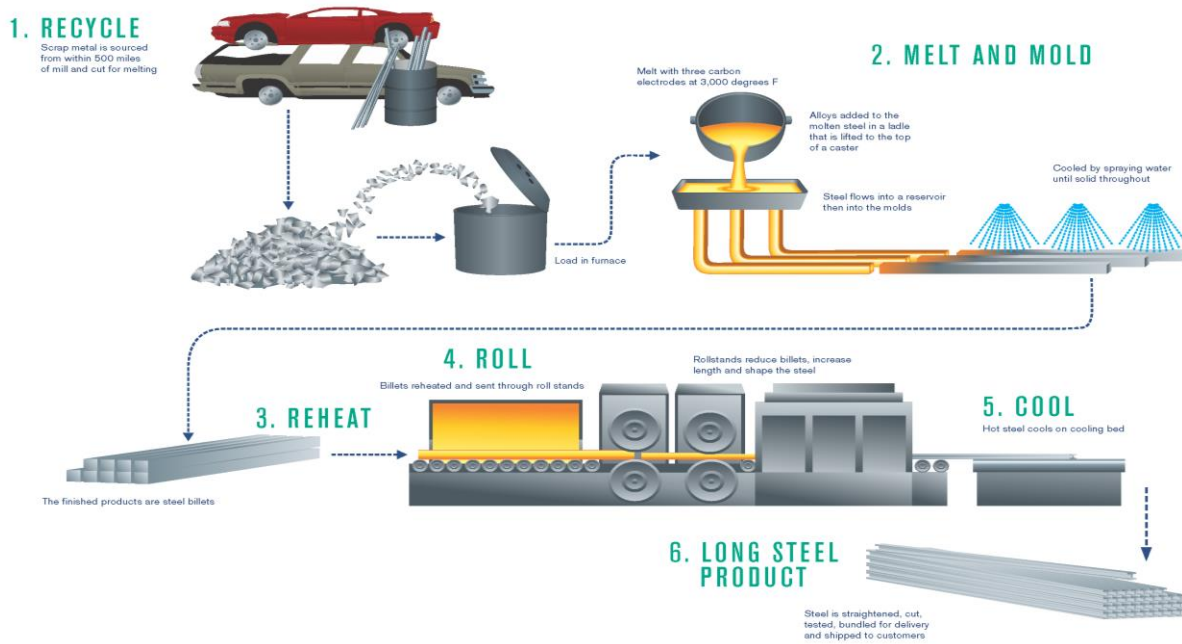 1. RECYCLE
Scrap metal is sourced
from within 500 miles
of mill and cut for melting
2. MELT AND MOLD
Melt with three carbon
electrodes at 3,000 degrees F
Alloys added to the
molten steel in a ladle
that is lifted to the top
of a caster
Cooled by spraying water
until solid throughout
Steel flows into a reservoir
then into the molds
Load in furnace
3. REHEAT
The finished products are steel billets
4. ROLL
Billets reheated and sent through roll stands
Rollstands reduce billets, increase
length and shape the steel
5. COOL
Hot steel cools on cooling bed
6. LONG STEEL
PRODUCT
Steel is straightened, cut,
tested, bundled for delivery
and shipped to customers